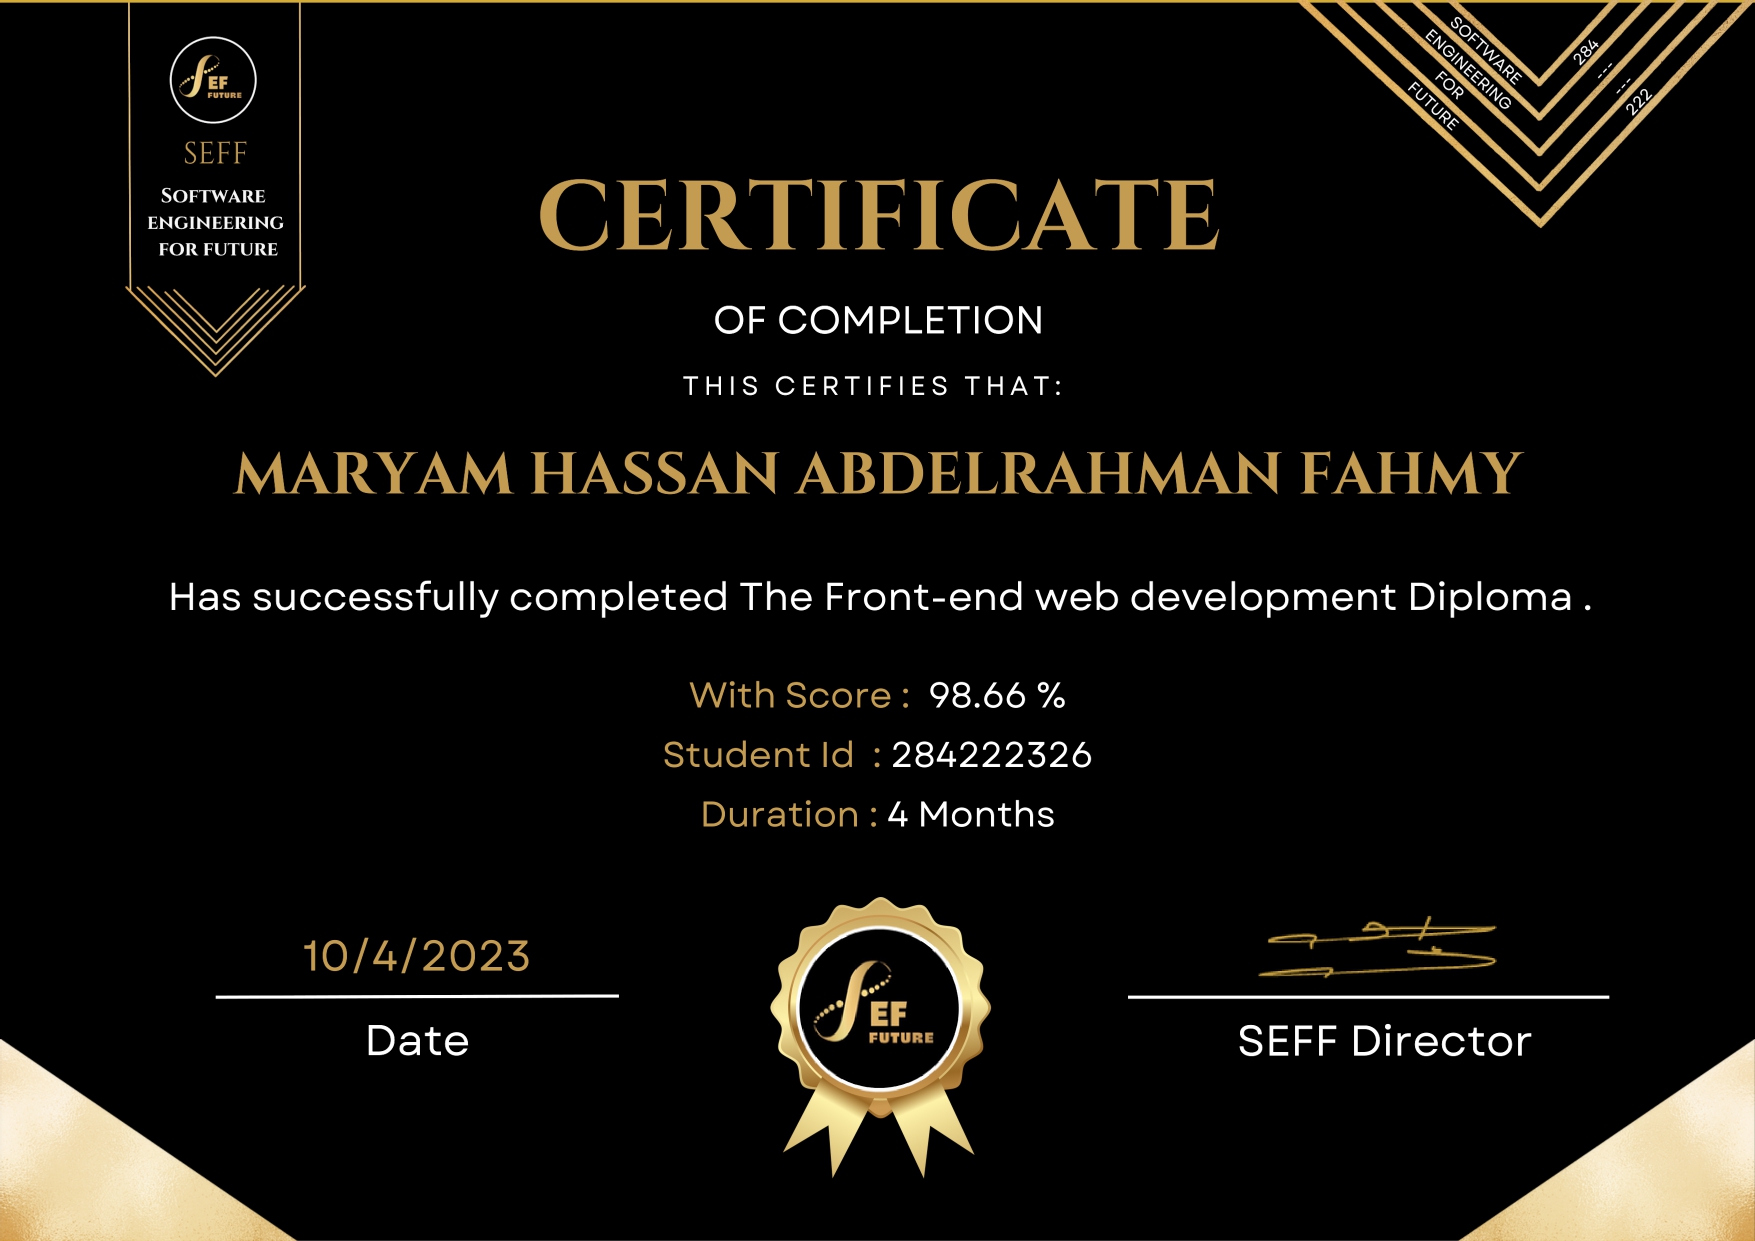 EF
FUTURE
SEFF
SOFTWARE
ENGINEERING
FOR FUTURE
SOFTWARE
ENGINEERING
FOR
FUTURE
284
---
---
222
CERTIFICATE
OF COMPLETION
THIS CERTIFIES THAT:
MARYAM HASSAN ABDELRAHMAN FAHMY
Has successfully completed The Front-end web development Diploma .
With Score : 98.66 %
Student Id : 284222326
Duration : 4 Months
10/4/2023
Date
EF
FUTURE
SEFF Director